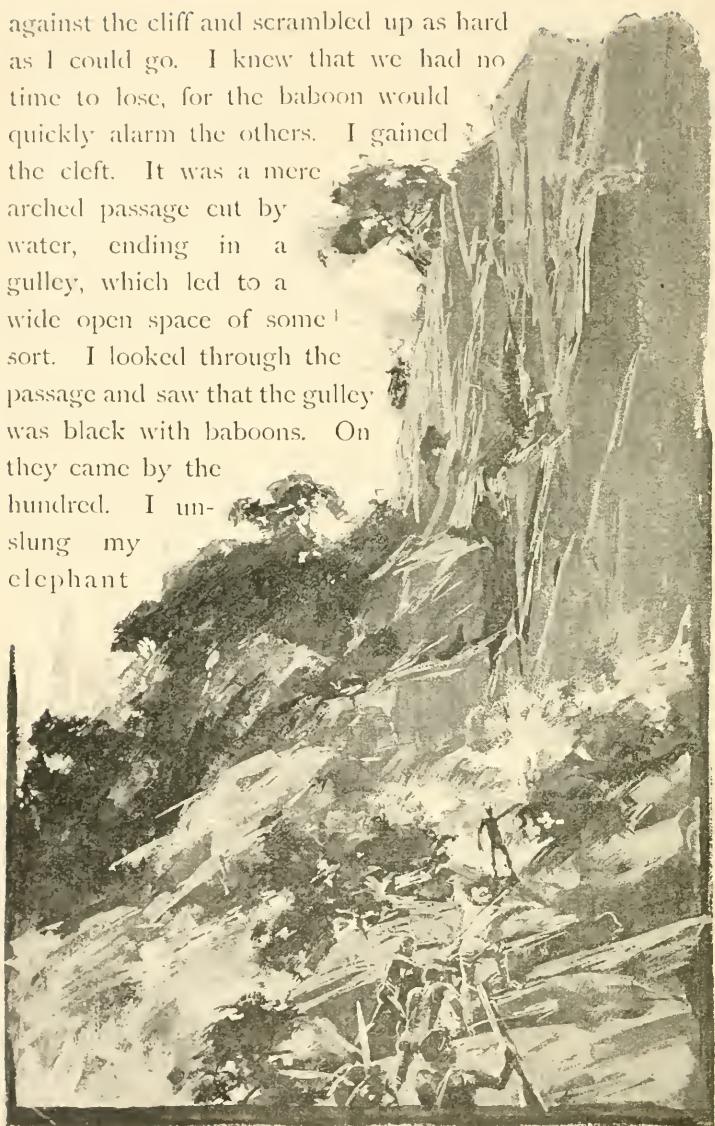 against the cliff and scrambled up as hard
as I could go. I knew that we had no
time to lose, for the baboon would
quickly alarm the others. I gained
the cleft. It was a mere
arched passage cut by
water, ending in a
gulley, which led to a
wide open space of some
sort. I looked through the
passage and saw that the gulley
was black with baboons. On
they came by the
hundred. I un-
slung my
elephant